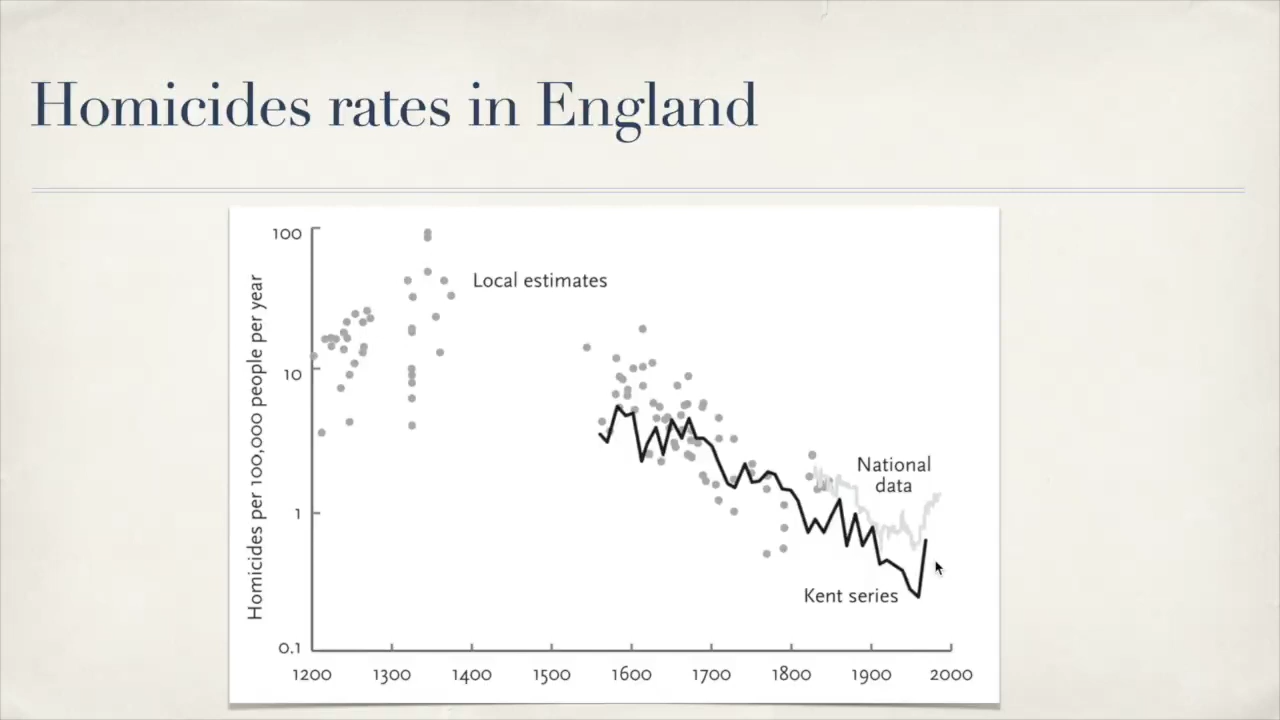 Homicides rates in England
Homicides per 100,000 people per year
100
10
1
0.1
Local estimates
National
data
Kent series
1200 1300 1400 1500 1600 1700 1800 1900 2000